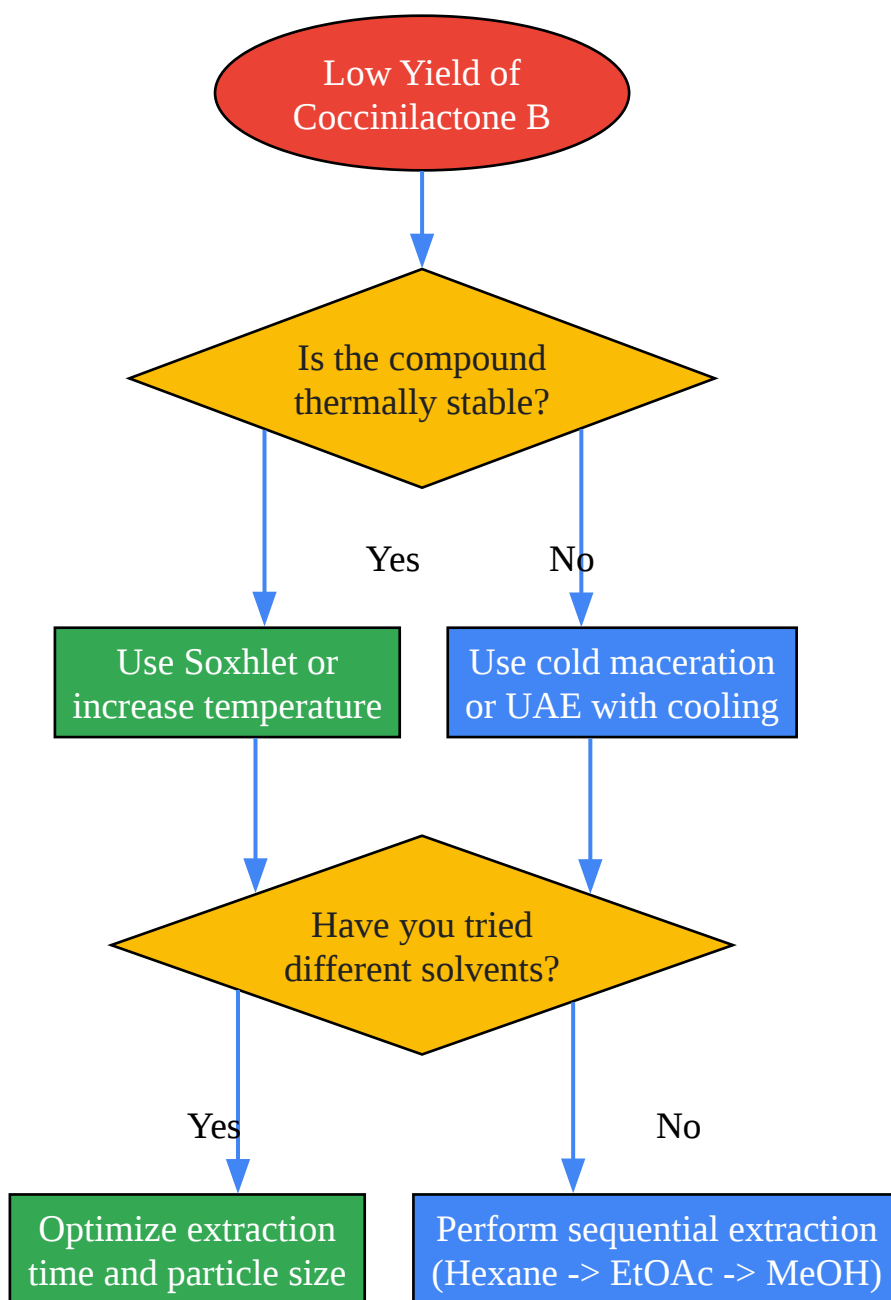 Low Yield of
Coccinilactone B
Is the compound
thermally stable?
Yes
No
Use Soxhlet or
increase temperature
Use cold maceration
or UAE with cooling
Have you tried
different solvents?
Yes
No
Optimize extraction
time and particle size
Perform sequential extraction
(Hexane -> EtOAc -> MeOH)